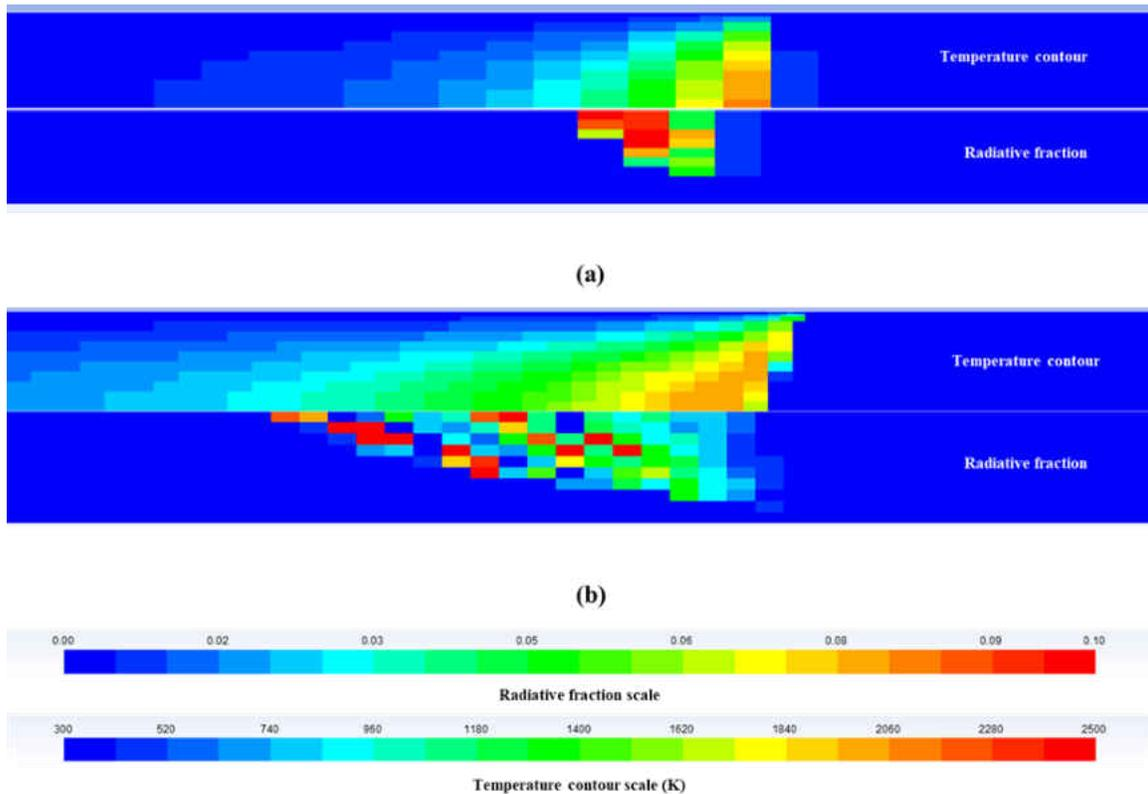 Temperature contour
Radiative fraction
(a)
Temperature contour
Radiative fraction
(b)
0.00 0.02 0.03 0.05 0.06 0.08 0.09 0.10
Radiative fraction scale
300 520 740 960 1180 1400 1620 1840 2060 2280 2500
Temperature contour scale (K)